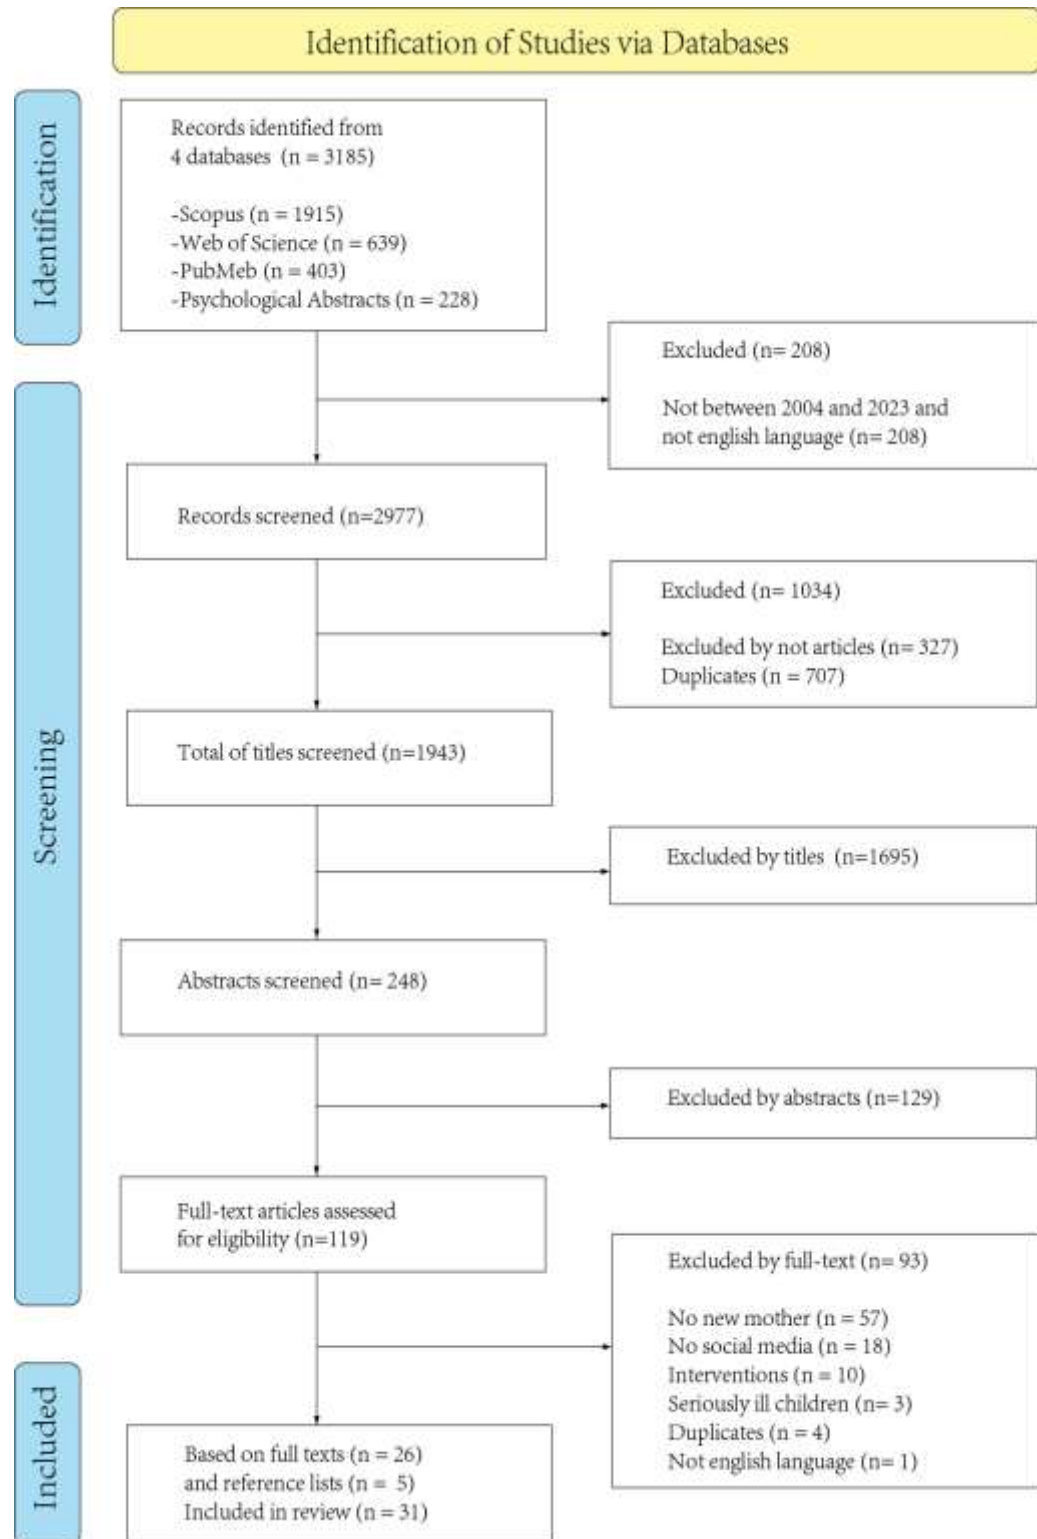 Identification of Studies via Databases
Identification
Records identified from
4 databases  (n = 3185)
-Scopus (n = 1915)
-Web of Science (n = 639)
-PubMeb (n = 403)
-Psychological Abstracts (n = 228)
Excluded (n= 208)
Not between 2004 and 2023 and
not english language (n= 208)
Screening
Records screened (n=2977)
Excluded (n= 1034)
Excluded by not articles (n= 327)
Duplicates (n = 707)
Total of titles screened (n=1943)
Excluded by titles  (n=1695)
Abstracts screened (n= 248)
Excluded by abstracts (n=129)
Full-text articles assessed
for eligibility (n=119)
Excluded by full-text (n= 93)
No new mother (n = 57)
No social media (n = 18)
Interventions (n = 10)
Seriously ill children (n= 3)
Duplicates (n = 4)
Not english language (n= 1)
Included
Based on full texts (n = 26)
and reference lists (n =  5)
Included in review (n = 31)